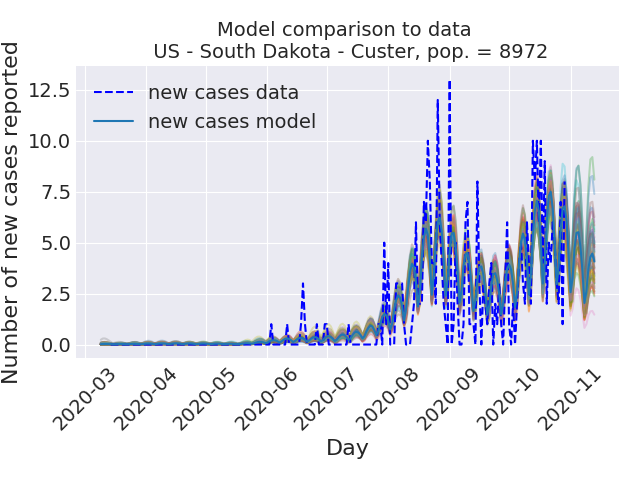 Model comparison to data
US - South Dakota - Custer, pop. = 8972
new cases data
new cases model
Number of new cases reported
12.5
10.0
7.5
5.0
2.5
0.0
2020-03
2020-04
2020-05
2020-06
2020-07
2020-08
2020-09
2020-10
2020-11
Day